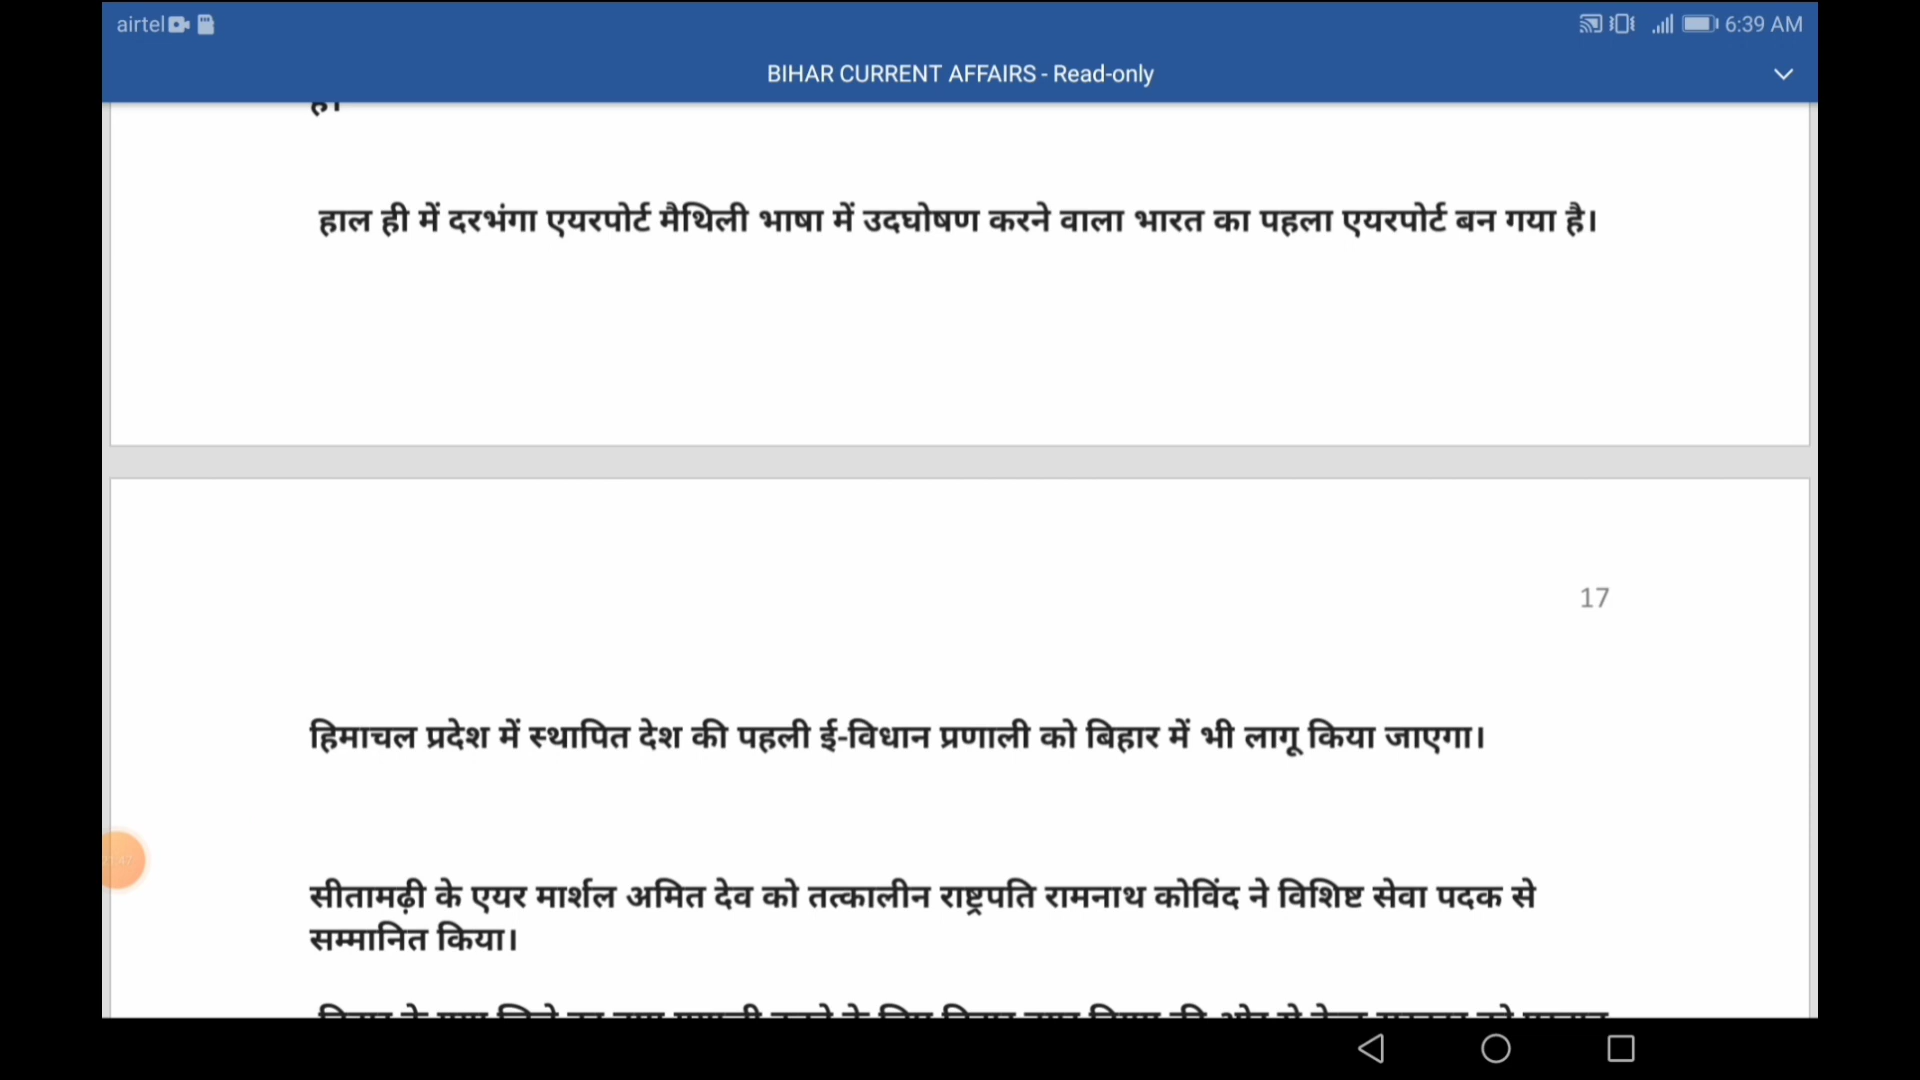 airtel
6:39 AM
BIHAR CURRENT AFFAIRS - Read-only
है।
हाल ही में दरभंगा एयरपोर्ट मैथिली भाषा में उदघोषण करने वाला भारत का पहला एयरपोर्ट बन गया है।
17
हिमाचल प्रदेश में स्थापित देश की पहली ई-विधान प्रणाली को बिहार में भी लागू किया जाएगा।
सीतामढ़ी के एयर मार्शल अमित देव को तत्कालीन राष्ट्रपति रामनाथ कोविंद ने विशिष्ट सेवा पदक से
सम्मानित किया।